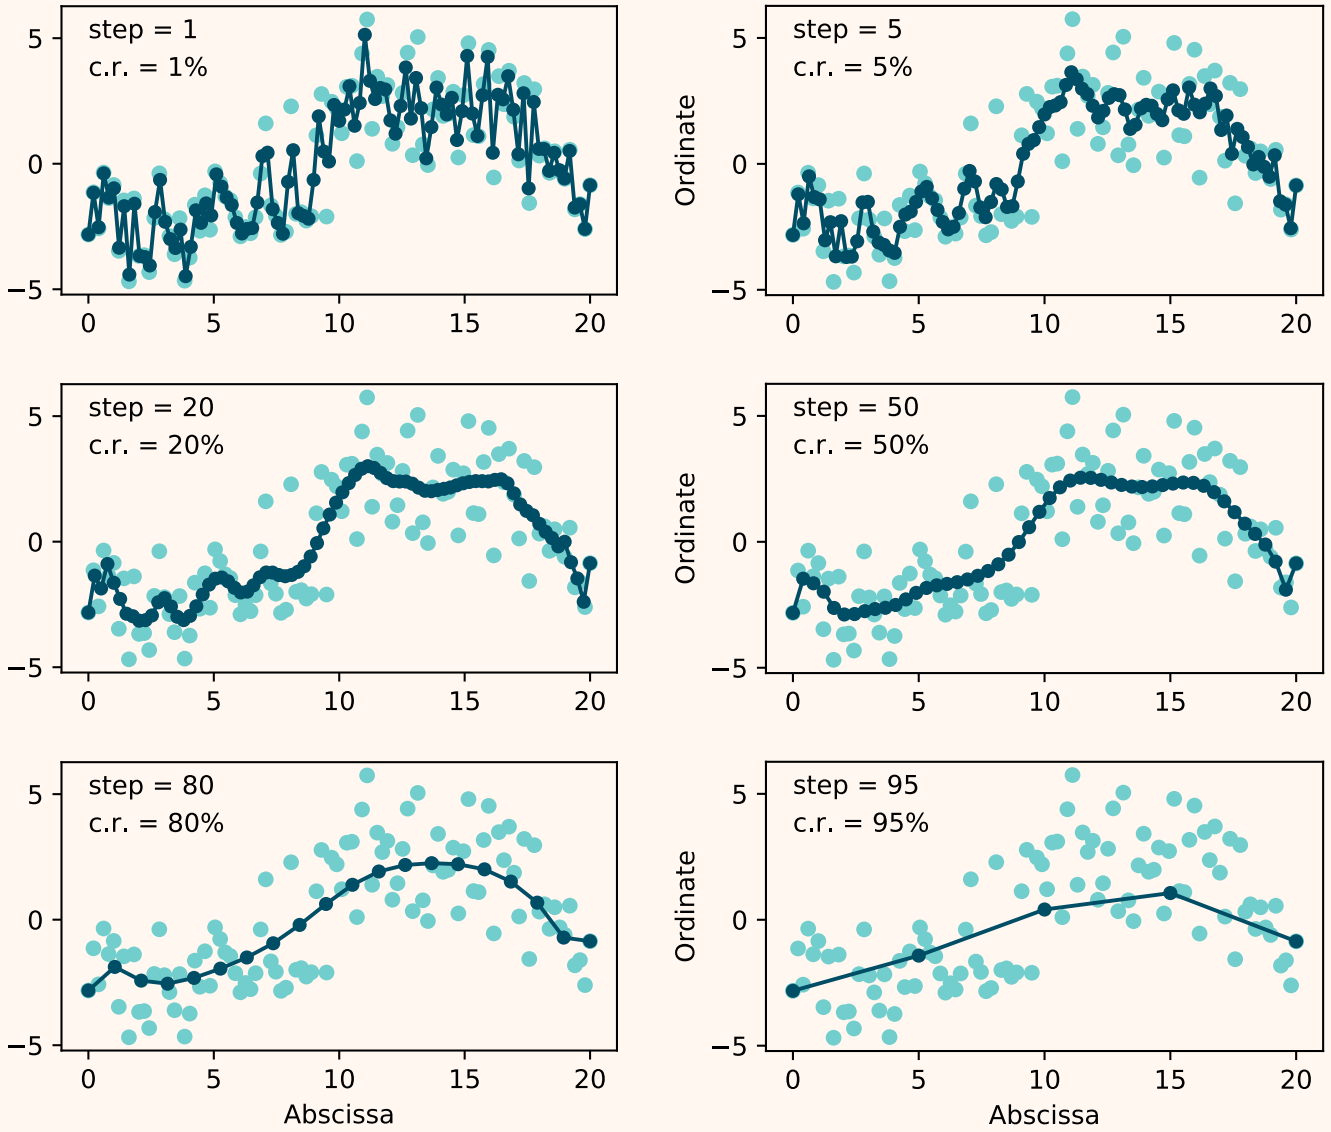 step = 1
c.r. = 1%
5
0
−5
0 5 10 15 20
step = 5
c.r. = 5%
Ordinate
5
0
−5
0 5 10 15 20
step = 20
c.r. = 20%
5
0
−5
0 5 10 15 20
step = 50
c.r. = 50%
Ordinate
5
0
−5
0 5 10 15 20
step = 80
c.r. = 80%
5
0
−5
0 5 10 15 20
Abscissa
step = 95
c.r. = 95%
Ordinate
5
0
−5
0 5 10 15 20
Abscissa